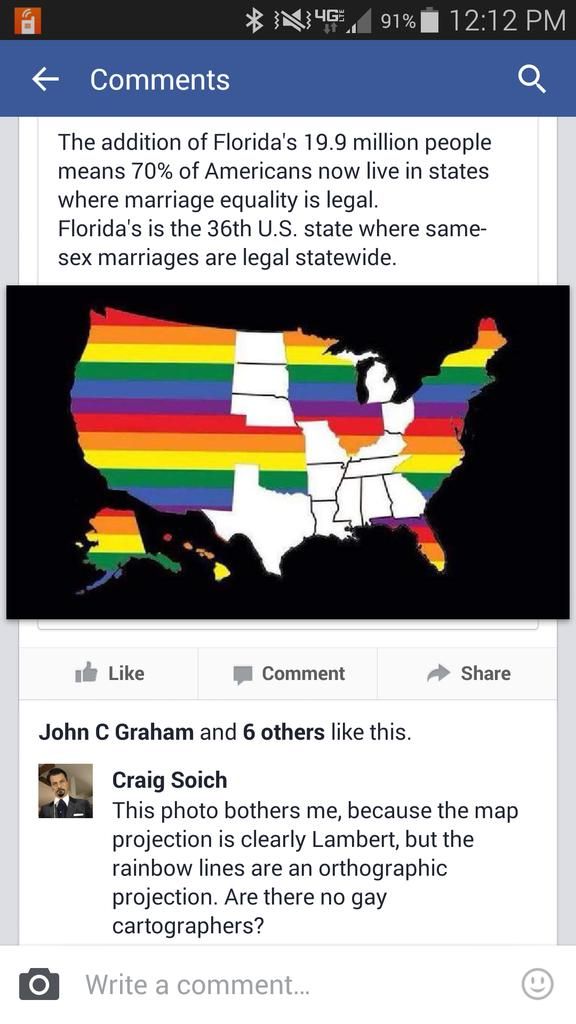 4G LTE 91% 12:12 PM
Comments
The addition of Florida's 19.9 million people
means 70% of Americans now live in states
where marriage equality is legal.
Florida's is the 36th U.S. state where same-
sex marriages are legal statewide.
Like Comment Share
John C Graham and 6 others like this.
Craig Soich
This photo bothers me, because the map
projection is clearly Lambert, but the
rainbow lines are an orthographic
projection. Are there no gay
cartographers?
Write a comment...